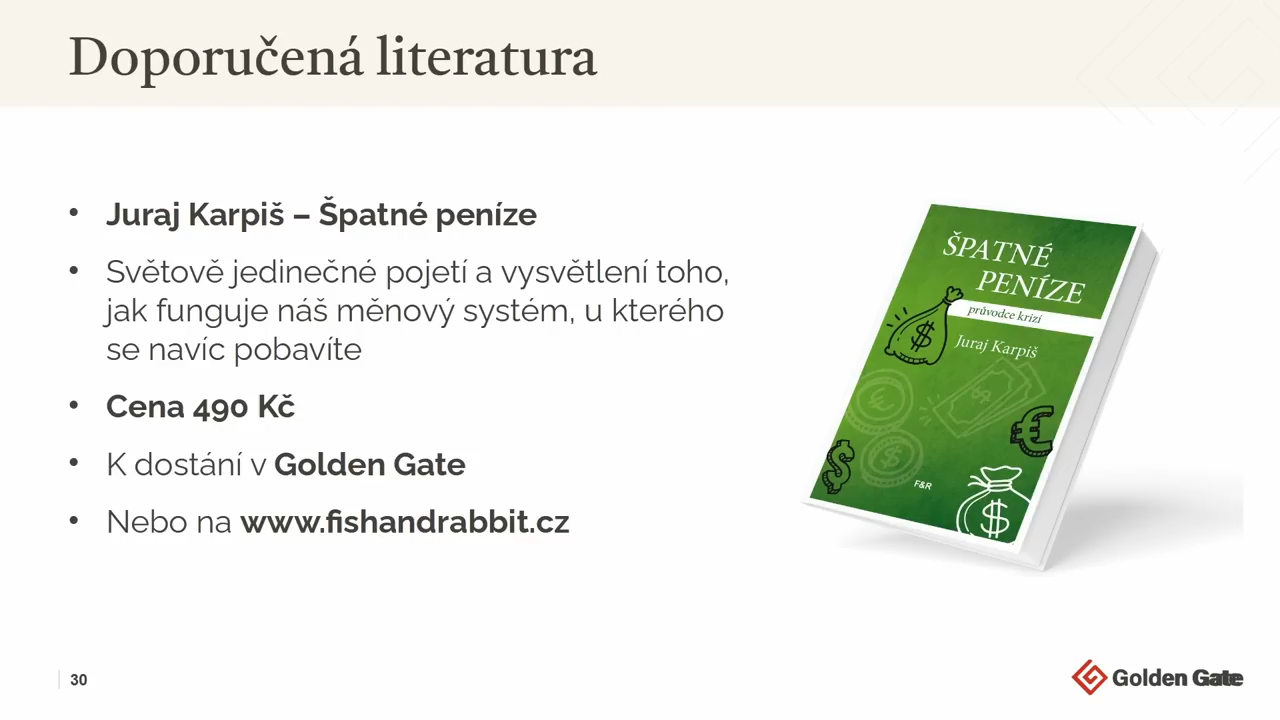 Doporučená literatura
• Juraj Karpiš – Špatné peníze
• Světově jedinečné pojetí a vysvětlení toho,
jak funguje náš měnový systém, u kterého
se navíc pobavíte
• Cena 490 Kč
• K dostání v Golden Gate
• Nebo na www.fishandrabbit.cz
ŠPATNÉ
PENÍZE
průvodce krizí
Juraj Karpiš
F&R
30
Golden Gate